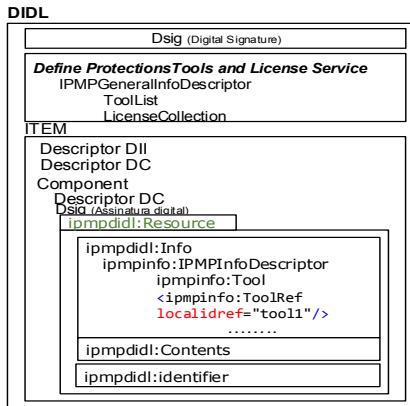 DIDL
Dsig (Digital Signature)
Define ProtectionsTools and License Service
IPMPGeneralInfoDescriptor
ToolList
LicenseCollection
ITEM
Descriptor DII
Descriptor DC
Component
Descriptor DC
Dsig (Assinatura digital)
ipmpdidl:Resource
ipmpdidl:Info
ipmpinfo:IPMPInfoDescriptor
ipmpinfo:Tool
<ipmpinfo:ToolRef
localidref="tool1"/>
........
ipmpdidl:Contents
ipmpdidl:identifier